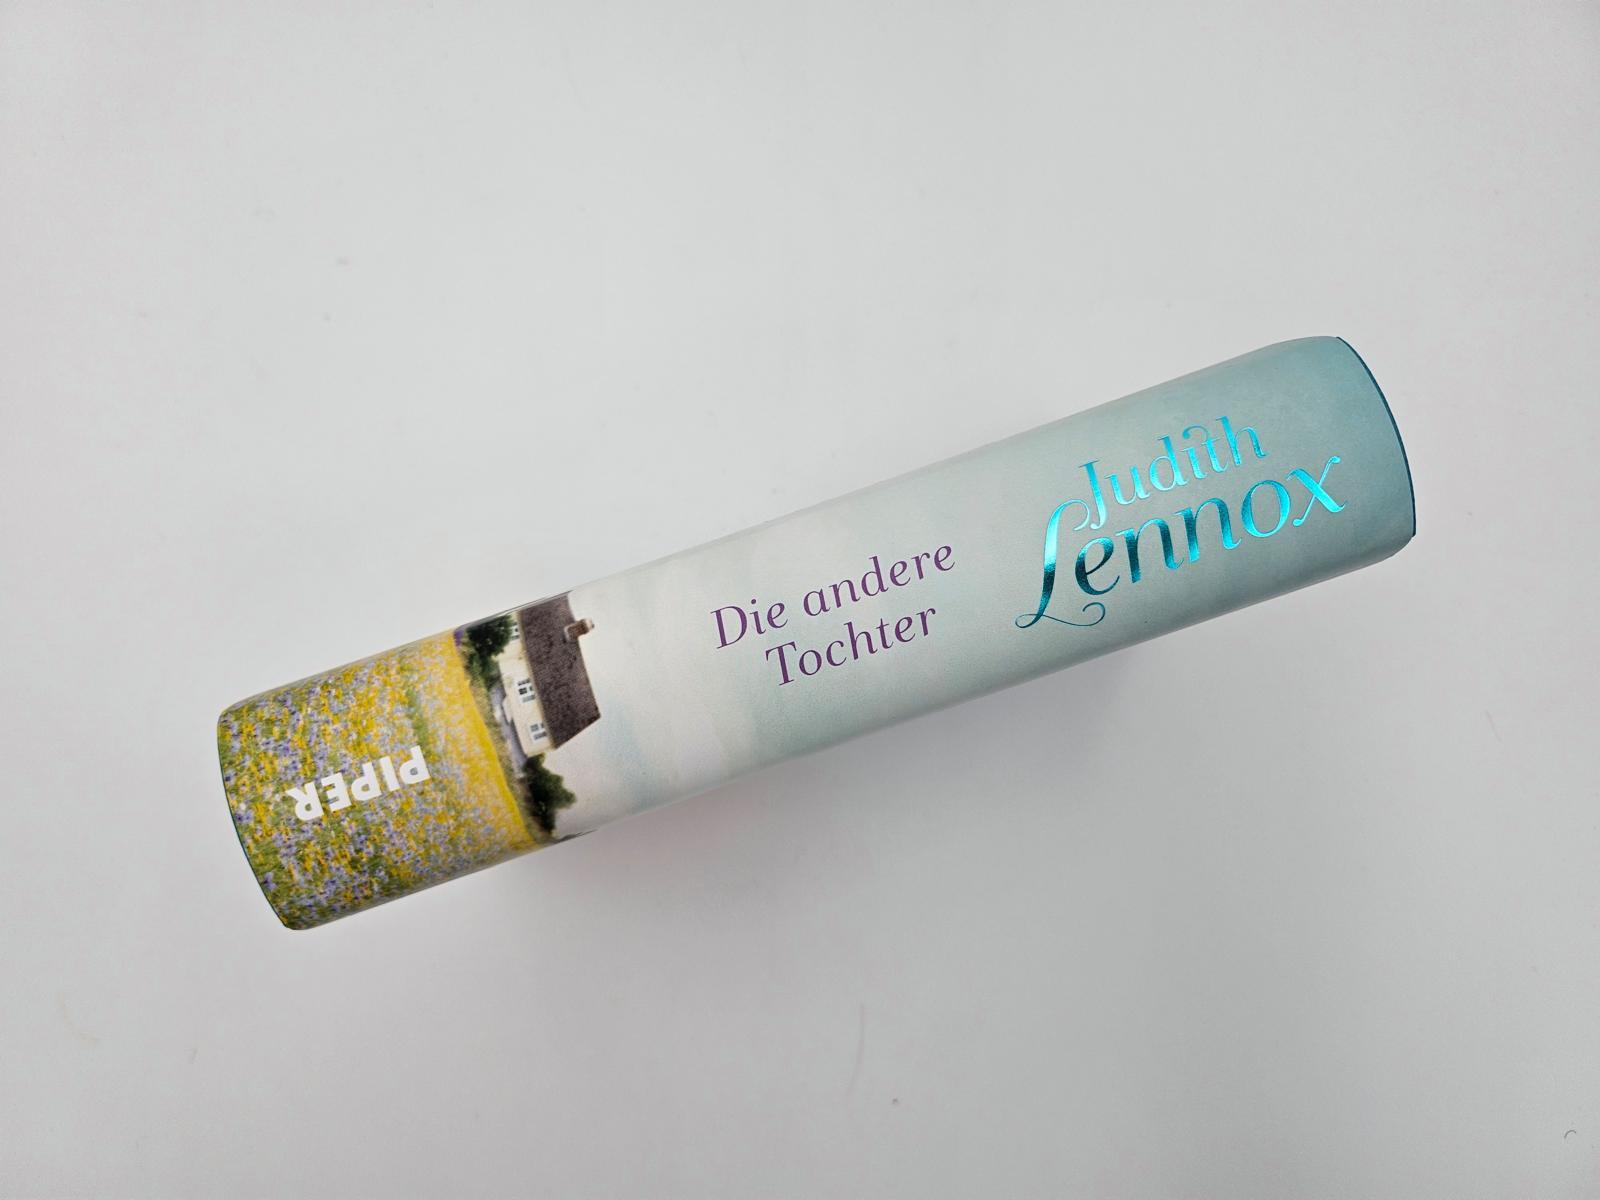 Judith
Lennox
Die andere
Tochter
PIPER